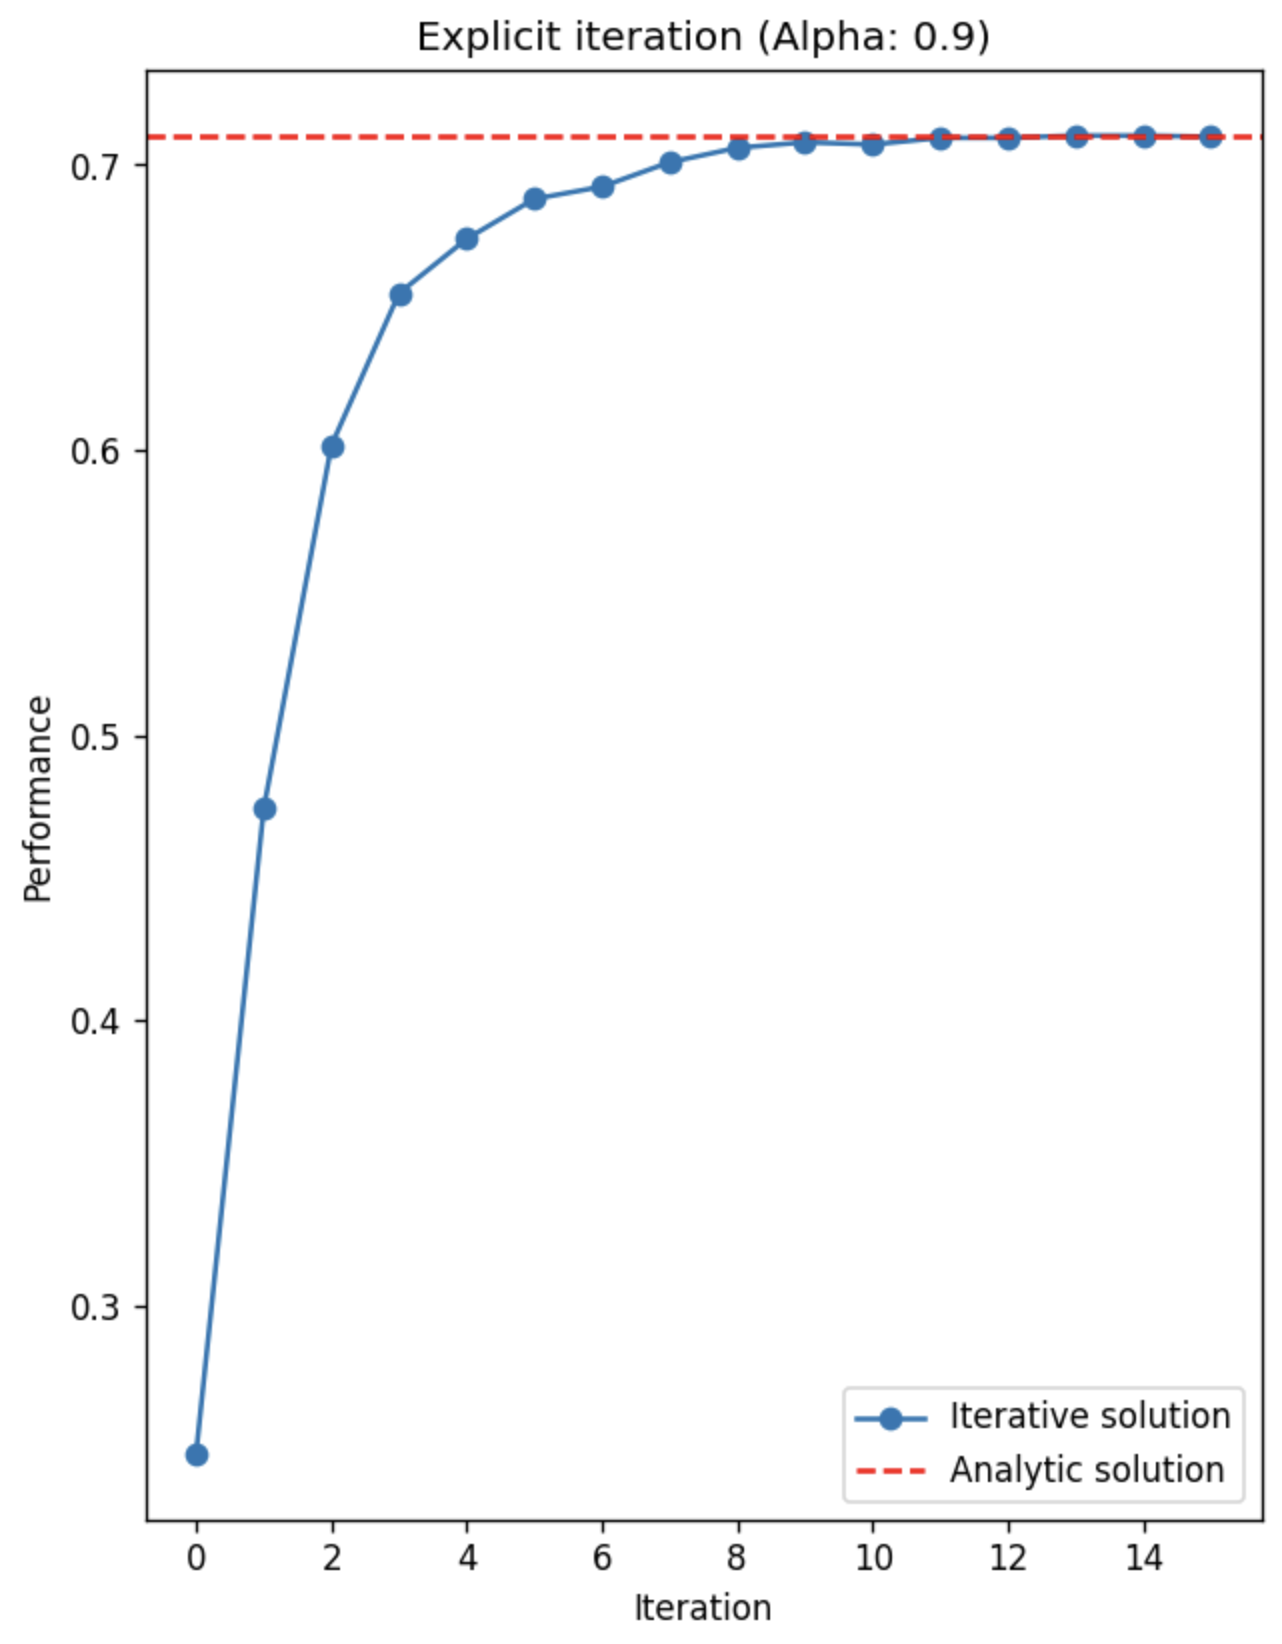 Explicit iteration (Alpha: 0.9)
0.7
0.6
0.5
0.4
0.3
Performance
Iterative solution
Analytic solution
0 2 4 6 8 10 12 14
Iteration